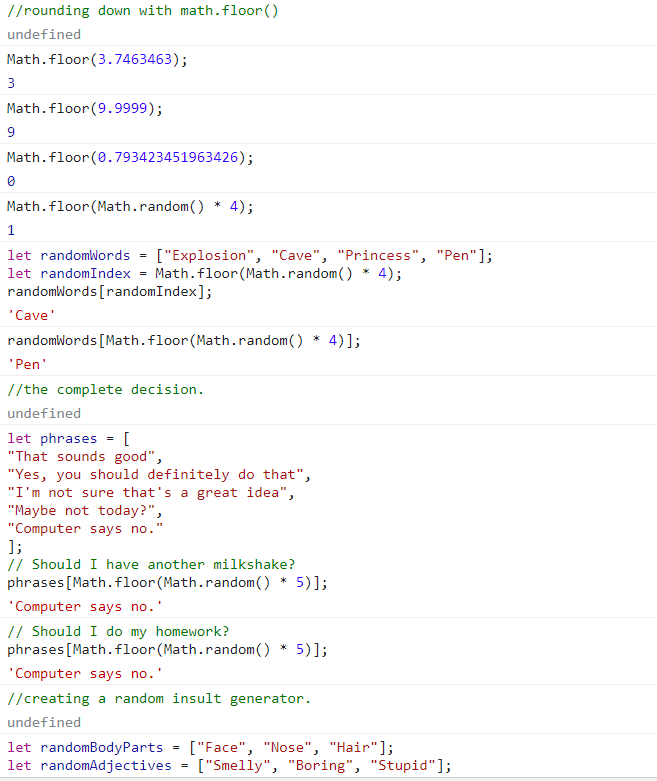 //rounding down with math.floor()
undefined
Math.floor(3.7463463);
3
Math.floor(9.9999);
9
Math.floor(0.793423451963426);
0
Math.floor(Math.random() * 4);
1
let randomWords = ["Explosion", "Cave", "Princess", "Pen"];
let randomIndex = Math.floor(Math.random() * 4);
randomWords[randomIndex];
'Cave'
randomWords[Math.floor(Math.random() * 4)];
'Pen'
//the complete decision.
undefined
let phrases = [
"That sounds good",
"Yes, you should definitely do that",
"I'm not sure that's a great idea",
"Maybe not today?",
"Computer says no."
];
// Should I have another milkshake?
phrases[Math.floor(Math.random() * 5)];
'Computer says no.'
// Should I do my homework?
phrases[Math.floor(Math.random() * 5)];
'Computer says no.'
//creating a random insult generator.
undefined
let randomBodyParts = ["Face", "Nose", "Hair"];
let randomAdjectives = ["Smelly", "Boring", "Stupid"];